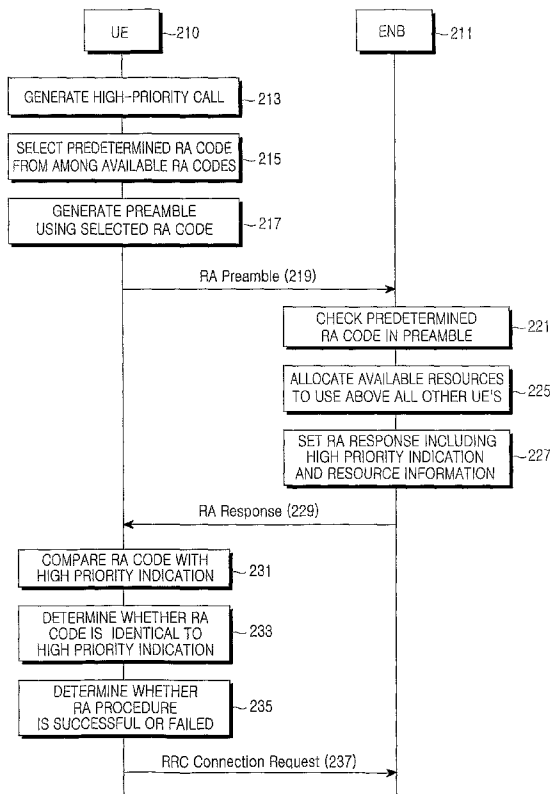 UE
210
ENB
211
GENERATE HIGH-PRIORITY CALL
213
SELECT PREDETERMINED RA CODE
FROM AMONG AVAILABLE RA CODES
215
GENERATE PREAMBLE
USING SELECTED RA CODE
217
RA Preamble (219)
CHECK PREDETERMINED
RA CODE IN PREAMBLE
221
ALLOCATE AVAILABLE RESOURCES
TO USE ABOVE ALL OTHER UE'S
225
SET RA RESPONSE INCLUDING
HIGH PRIORITY INDICATION
AND RESOURCE INFORMATION
227
RA Response (229)
COMPARE RA CODE WITH
HIGH PRIORITY INDICATION
231
DETERMINE WHETHER RA
CODE IS IDENTICAL TO
HIGH PRIORITY INDICATION
233
DETERMINE WHETHER
RA PROCEDURE
IS SUCCESSFUL OR FAILED
235
RRC Connection Request (237)